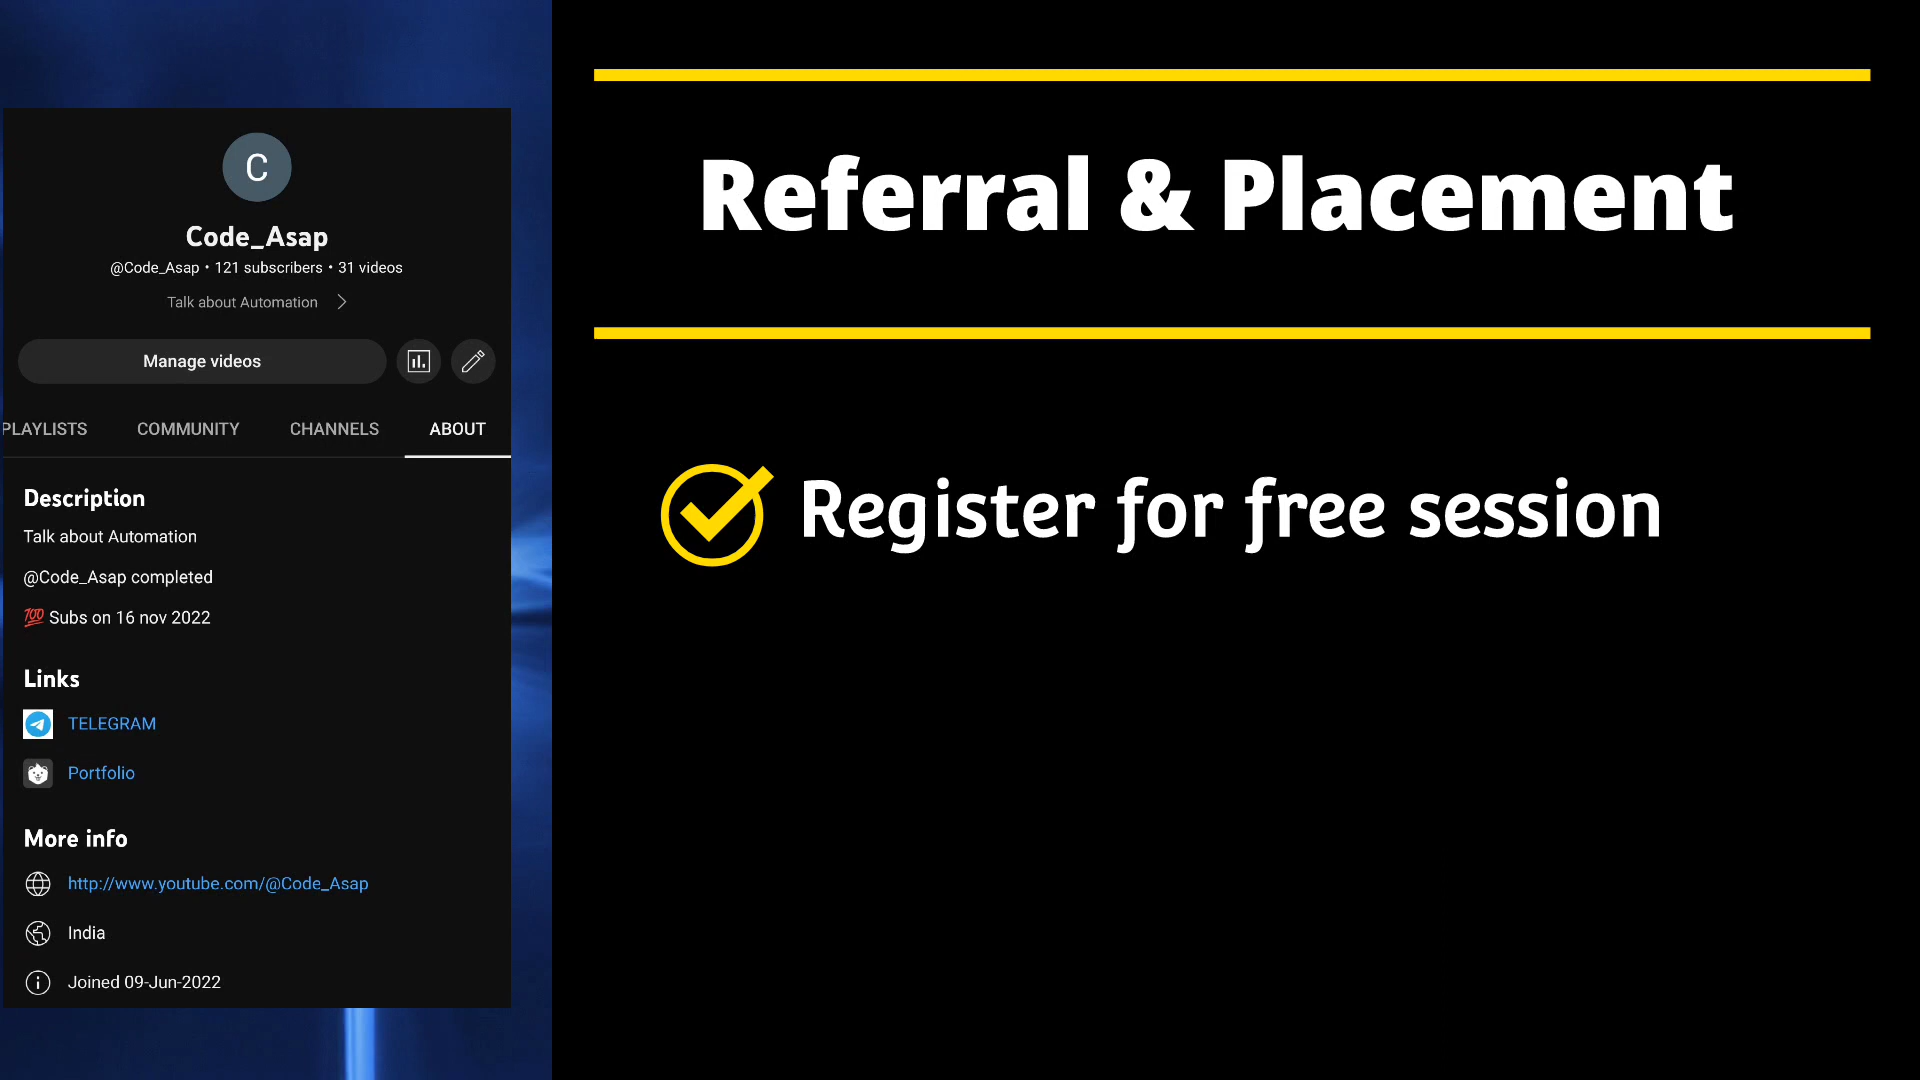 C
Code_Asap
@Code_Asap • 121 subscribers • 31 videos
Talk about Automation
Manage videos
PLAYLISTS COMMUNITY CHANNELS ABOUT
Description
Talk about Automation
@Code_Asap completed
💯 Subs on 16 nov 2022
Links
TELEGRAM
Portfolio
More info
http://www.youtube.com/@Code_Asap
India
Joined 09-Jun-2022
Referral & Placement
Register for free session